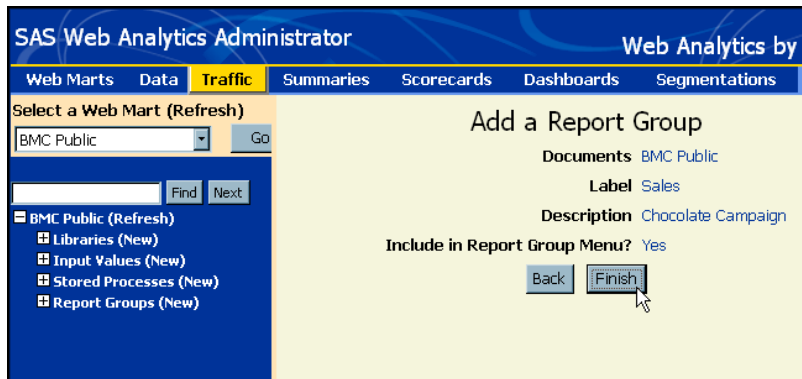 SAS Web Analytics Administrator
Web Analytics by
Web Marts Data Traffic Summaries Scorecards Dashboards Segmentations
Select a Web Mart (Refresh)
BMC Public Go
Find Next
BMC Public (Refresh)
Libraries (New)
Input Values (New)
Stored Processes (New)
Report Groups (New)
Add a Report Group
Documents BMC Public
Label Sales
Description Chocolate Campaign
Include in Report Group Menu? Yes
Back Finish